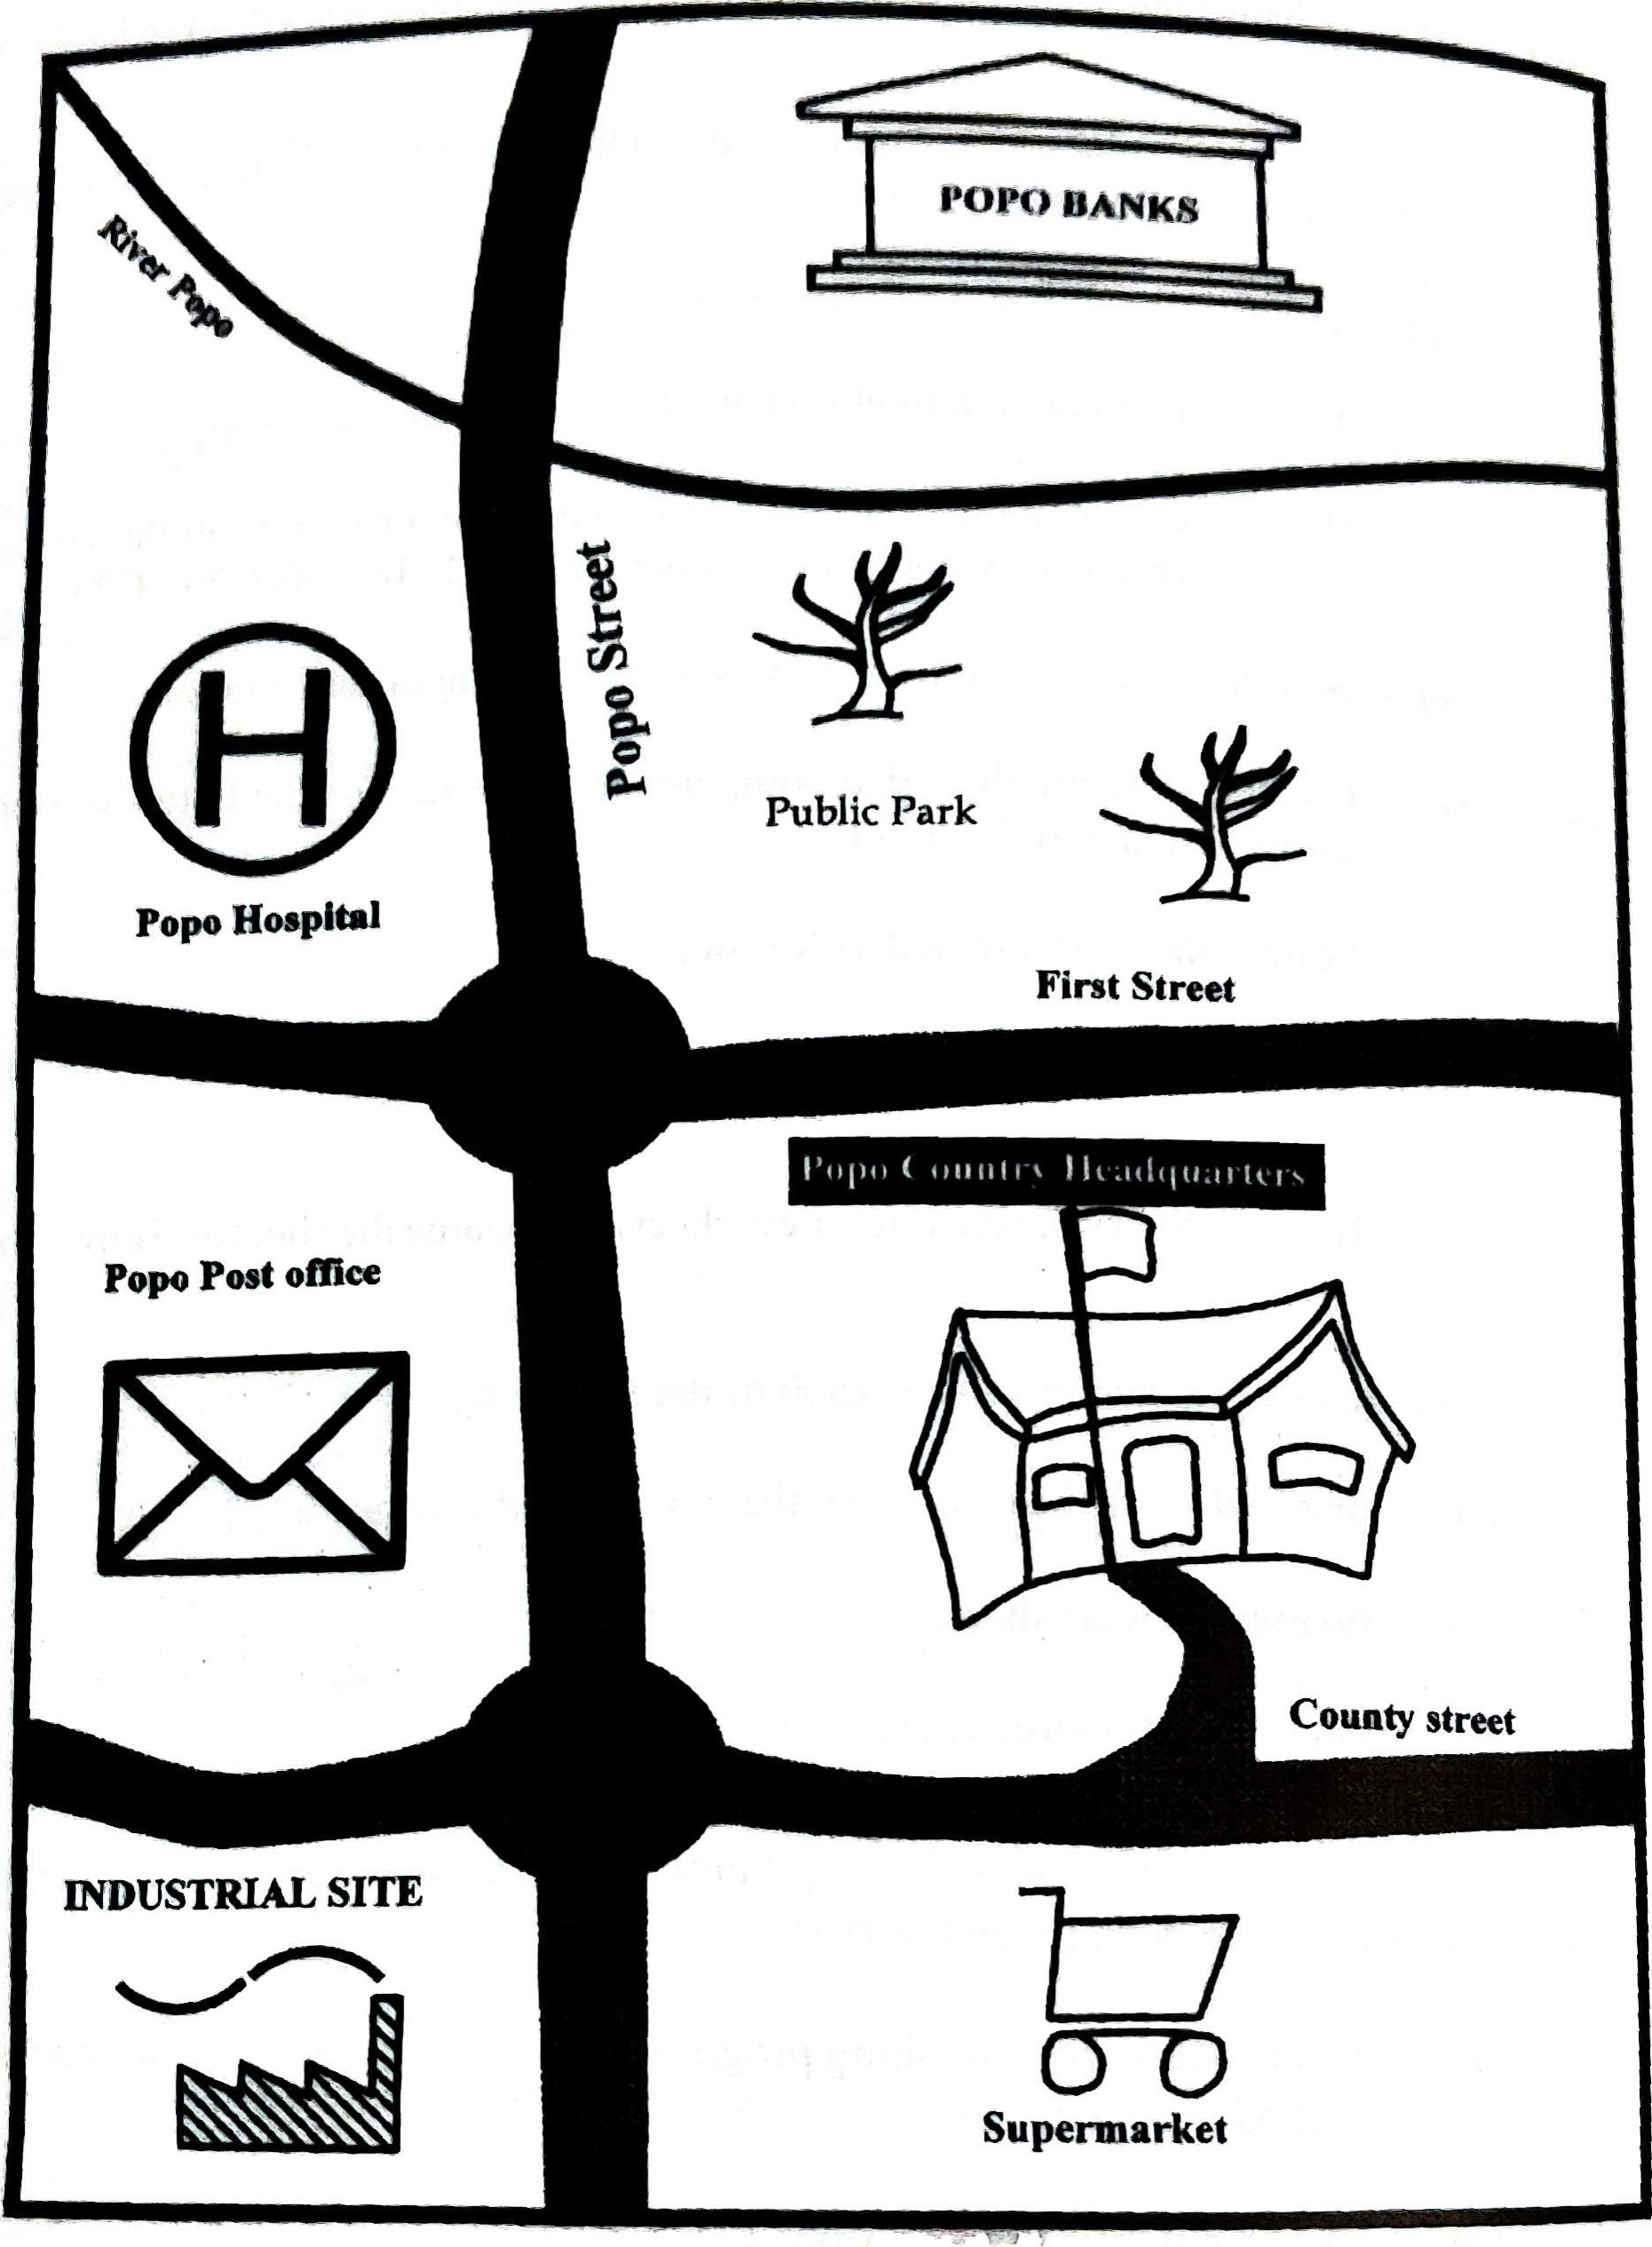 POPO BANKS
River Popo
Popo Street
Public Park
H
Popo Hospital
First Street
Popo Country Headquarters
Popo Post office
County street
INDUSTRIAL SITE
Supermarket